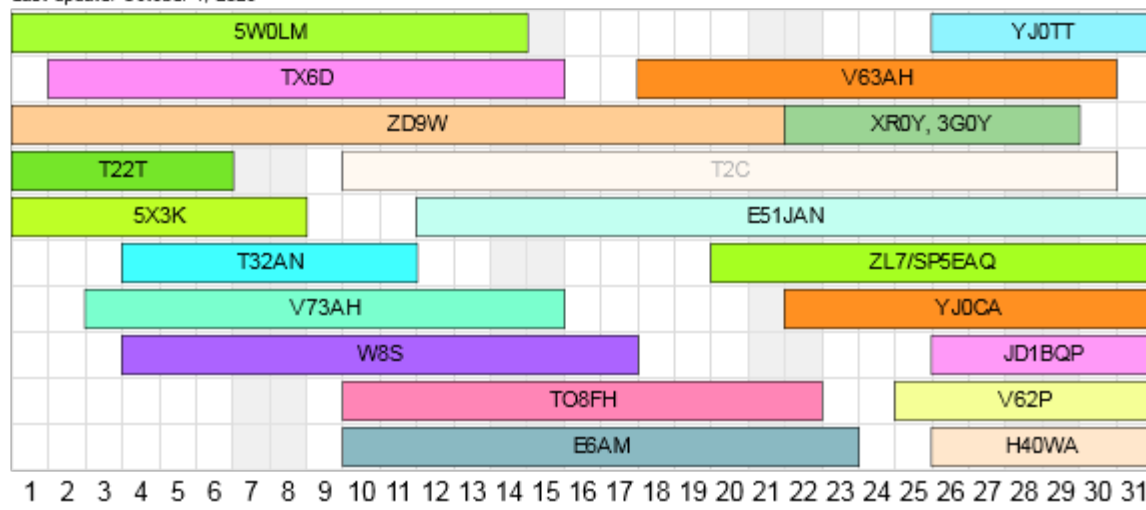 5W0LM YJ0TT
TX6D V63AH
ZD9W XR0Y, 3G0Y
T22T T2C
5X3K E51JAN
T32AN ZL7/SP5EAQ
V73AH YJ0CA
W8S JD1BQP
TO8FH V62P
E6AM H40WA
1 2 3 4 5 6 7 8 9 10 11 12 13 14 15 16 17 18 19 20 21 22 23 24 25 26 27 28 29 30 31